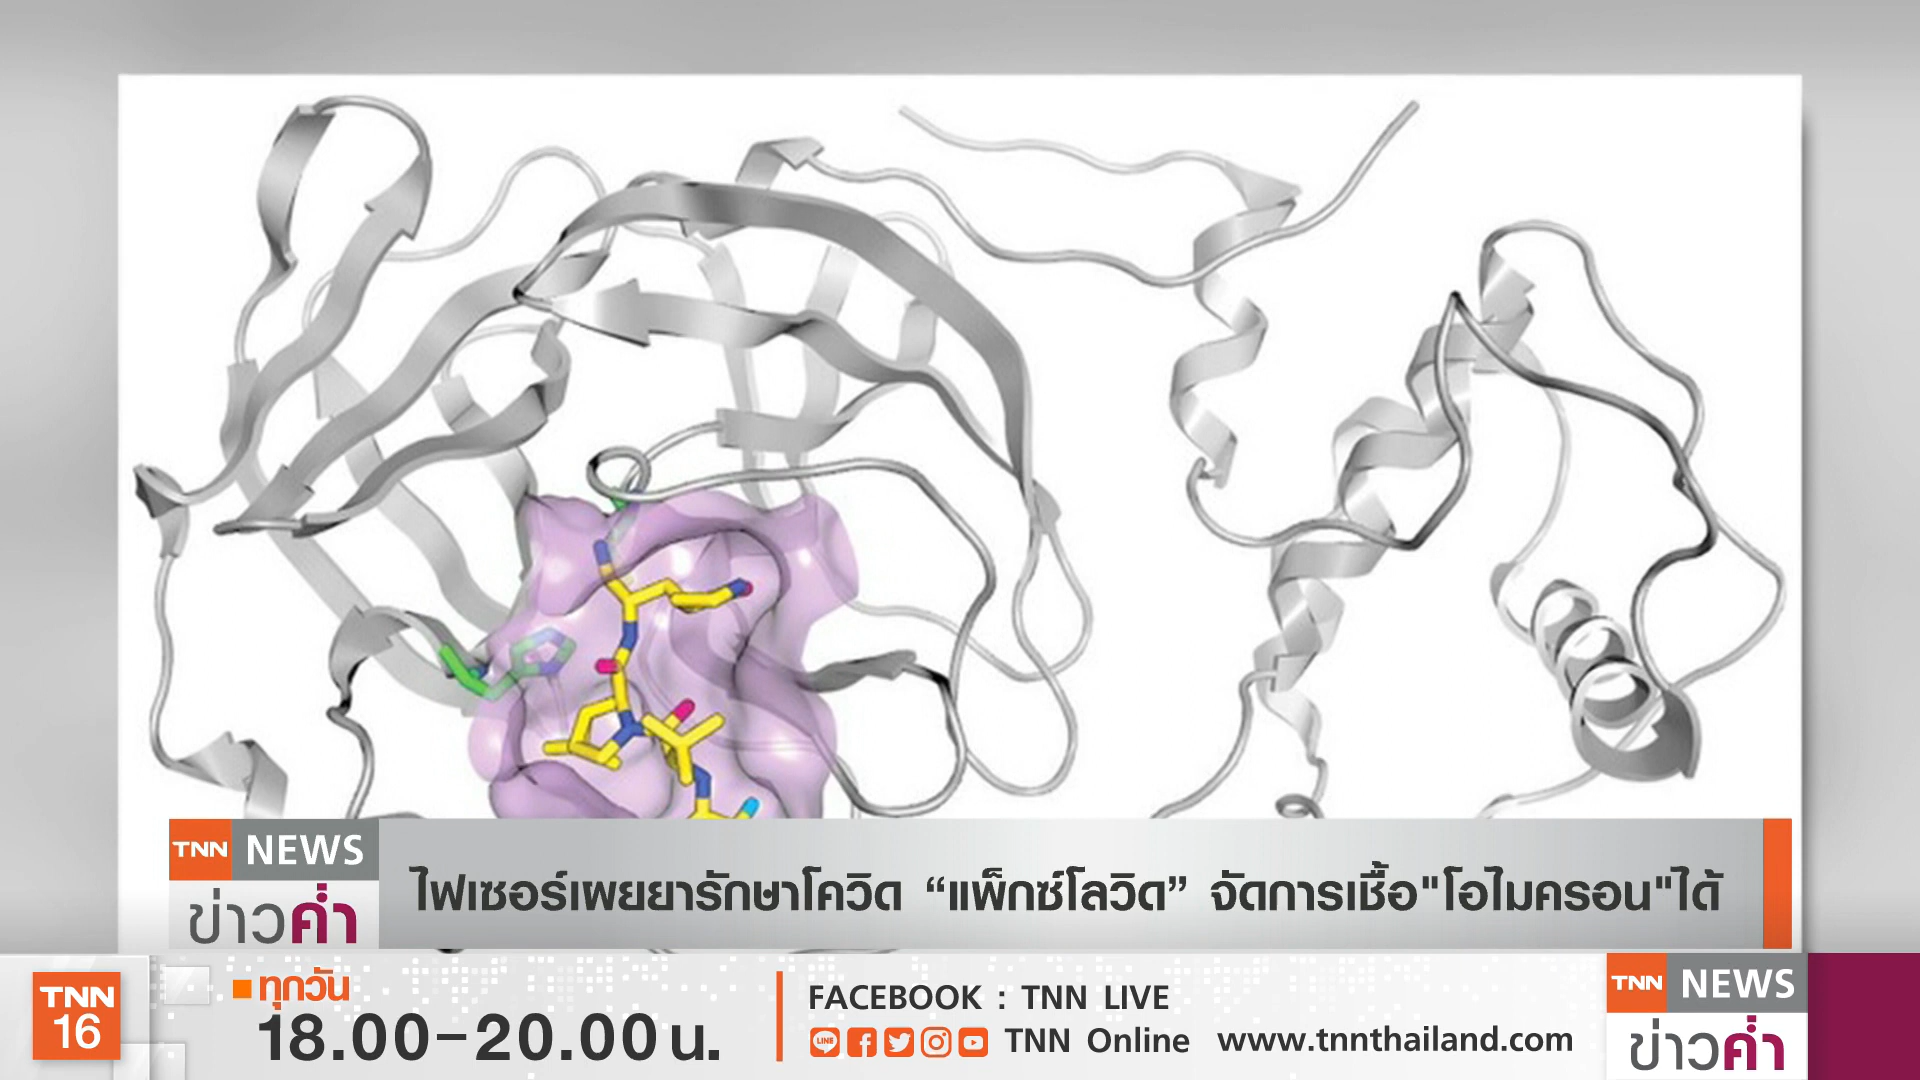 TNN NEWS
ข่าวค่ำ
ไฟเซอร์เผยยารักษาโควิด “แพ็กซ์โลวิด” จัดการเชื้อ"โอไมครอน"ได้
TNN
16
ทุกวัน
18.00-20.00 น.
FACEBOOK : TNN LIVE
LINE TNN Online www.tnnthailand.com
TNN NEWS
ข่าวค่ำ